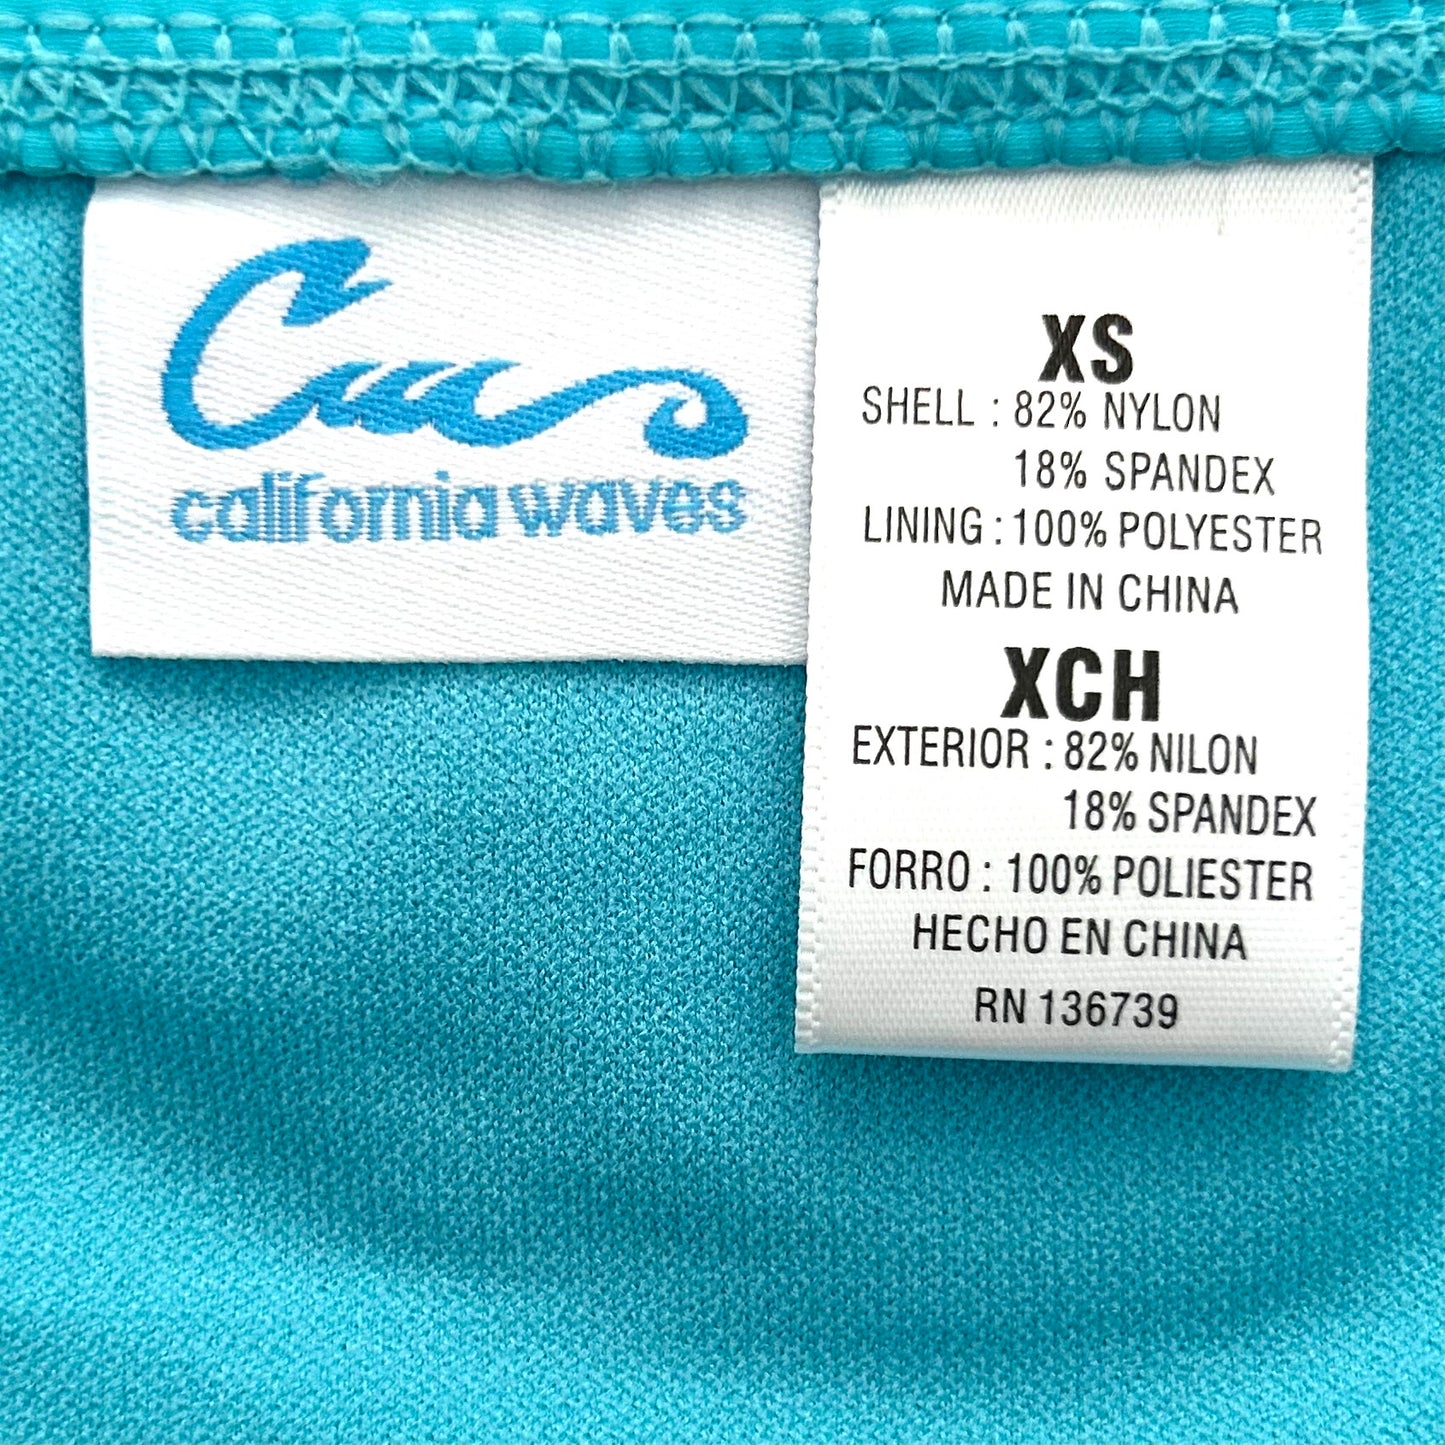 california waves
XS
SHELL : 82% NYLON
18% SPANDEX
LINING : 100% POLYESTER
MADE IN CHINA
XCH
EXTERIOR : 82% NILON
18% SPANDEX
FORRO : 100% POLIESTER
HECHO EN CHINA
RN 136739